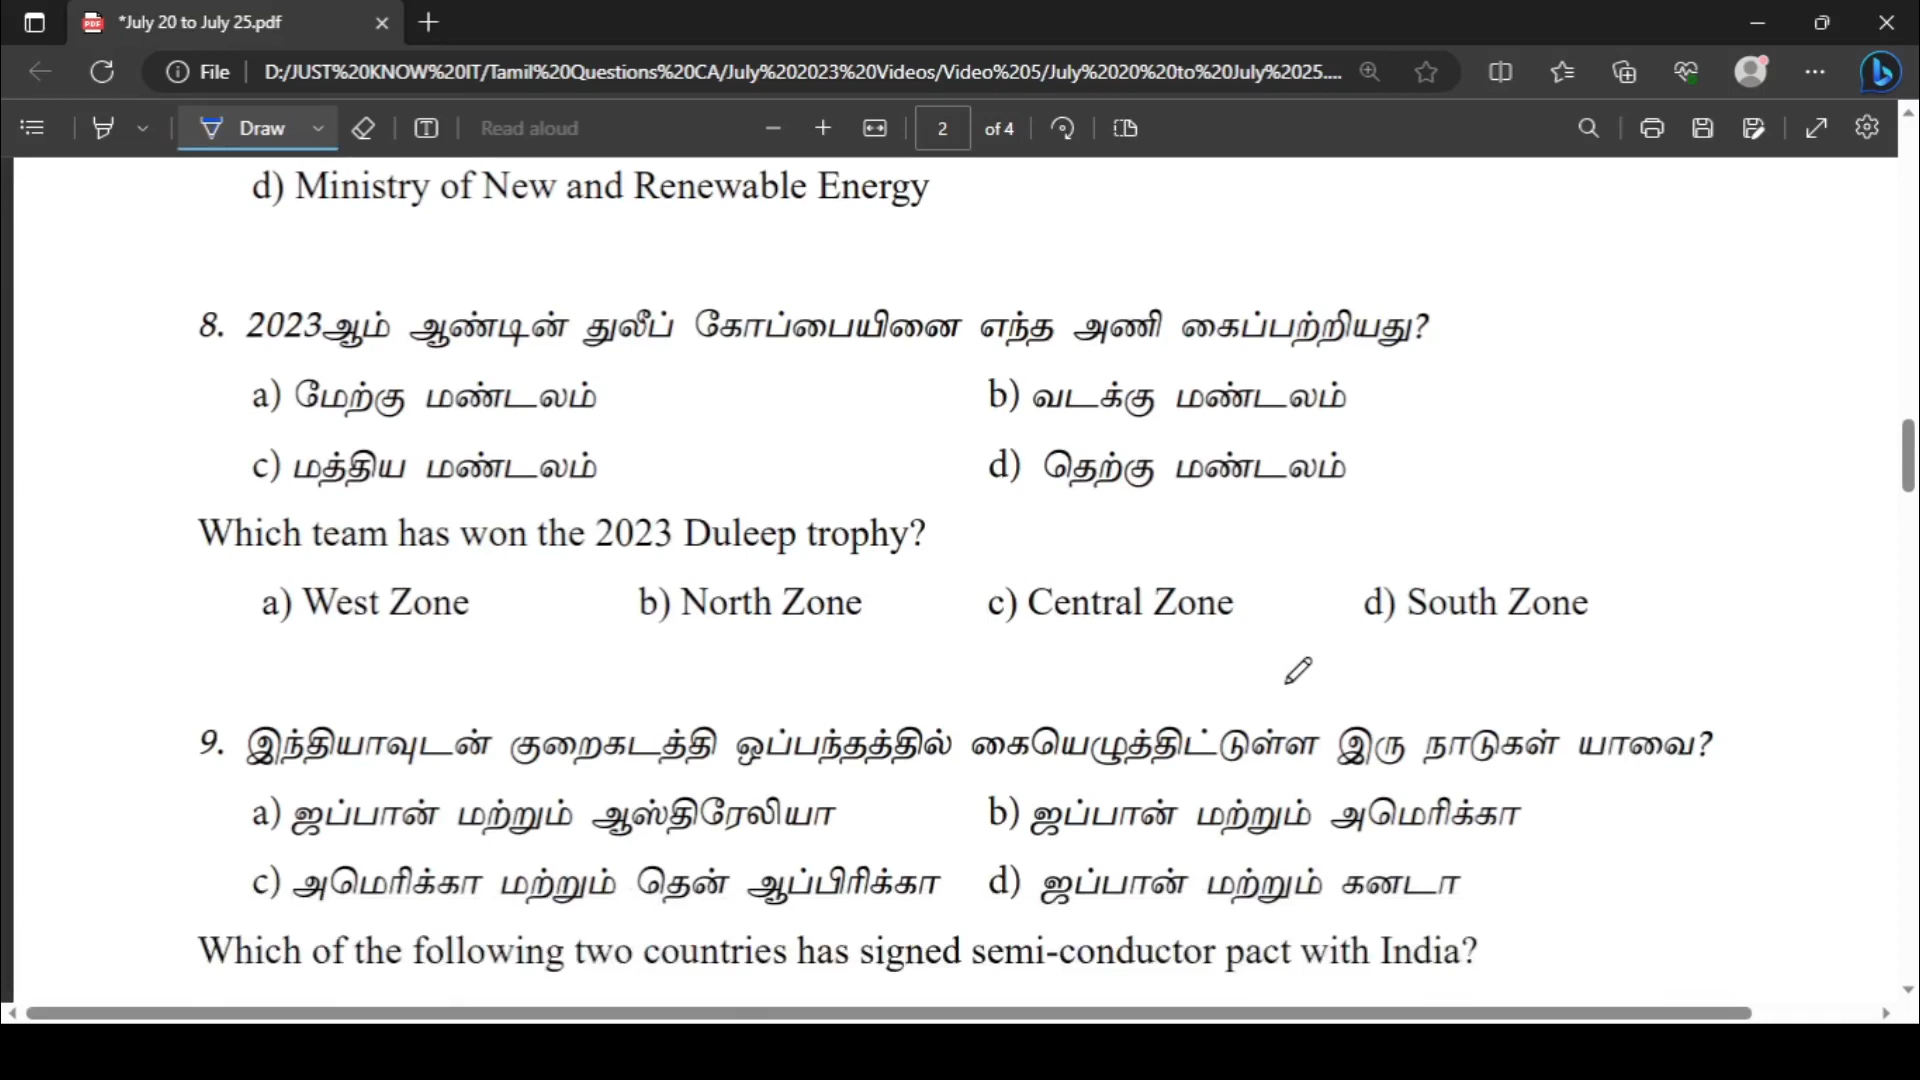 *July 20 to July 25.pdf
File D:/JUST%20KNOW%20IT/Tamil%20Questions%20CA/July%202023%20Videos/Video%205/July%2020%20to%20July%2025....
Draw Read aloud 2 of 4
d) Ministry of New and Renewable Energy
8. 2023ஆம் ஆண்டின் துலீப் கோப்பையினை எந்த அணி கைப்பற்றியது?
a) மேற்கு மண்டலம் b) வடக்கு மண்டலம்
c) மத்திய மண்டலம் d) தெற்கு மண்டலம்
Which team has won the 2023 Duleep trophy?
a) West Zone b) North Zone c) Central Zone d) South Zone
9. இந்தியாவுடன் குறைகடத்தி ஒப்பந்தத்தில் கையெழுத்திட்டுள்ள இரு நாடுகள் யாவை?
a) ஜப்பான் மற்றும் ஆஸ்திரேலியா b) ஜப்பான் மற்றும் அமெரிக்கா
c) அமெரிக்கா மற்றும் தென் ஆப்பிரிக்கா d) ஜப்பான் மற்றும் கனடா
Which of the following two countries has signed semi-conductor pact with India?